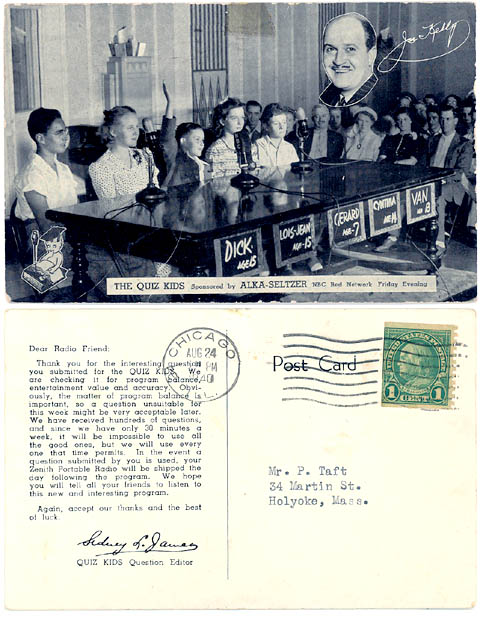 Joe Kelly
DICK
AGE 15
LOIS-JEAN
AGE-15
GERARD
AGE-7
CYNTHIA
AGE 14
VAN
AGE 13
THE QUIZ KIDS Sponsored by ALKA-SELTZER NBC Red Network Friday Evening
Dear Radio Friend:
Thank you for the interesting question
you submitted for the QUIZ KIDS. We
are checking it for program balance,
entertainment value and accuracy. Obvi-
ously, the matter of program balance is
important, so a question unsuitable for
this week might be very acceptable later.
We have received hundreds of questions,
and since we have only 30 minutes a
week, it will be impossible to use all
the good ones, but we will use every
one that time permits. In the event a
question submitted by you is used, your
Zenith Portable Radio will be shipped the
day following the program. We hope
you will tell all your friends to listen to
this new and interesting program.
Again, accept our thanks and the best
of luck.
Sidney L. James
QUIZ KIDS Question Editor
CHICAGO
AUG 24
PM
1940
Post Card
UNITED STATES POSTAGE
1 CENT 1
Mr. P. Taft
34 Martin St.
Holyoke, Mass.